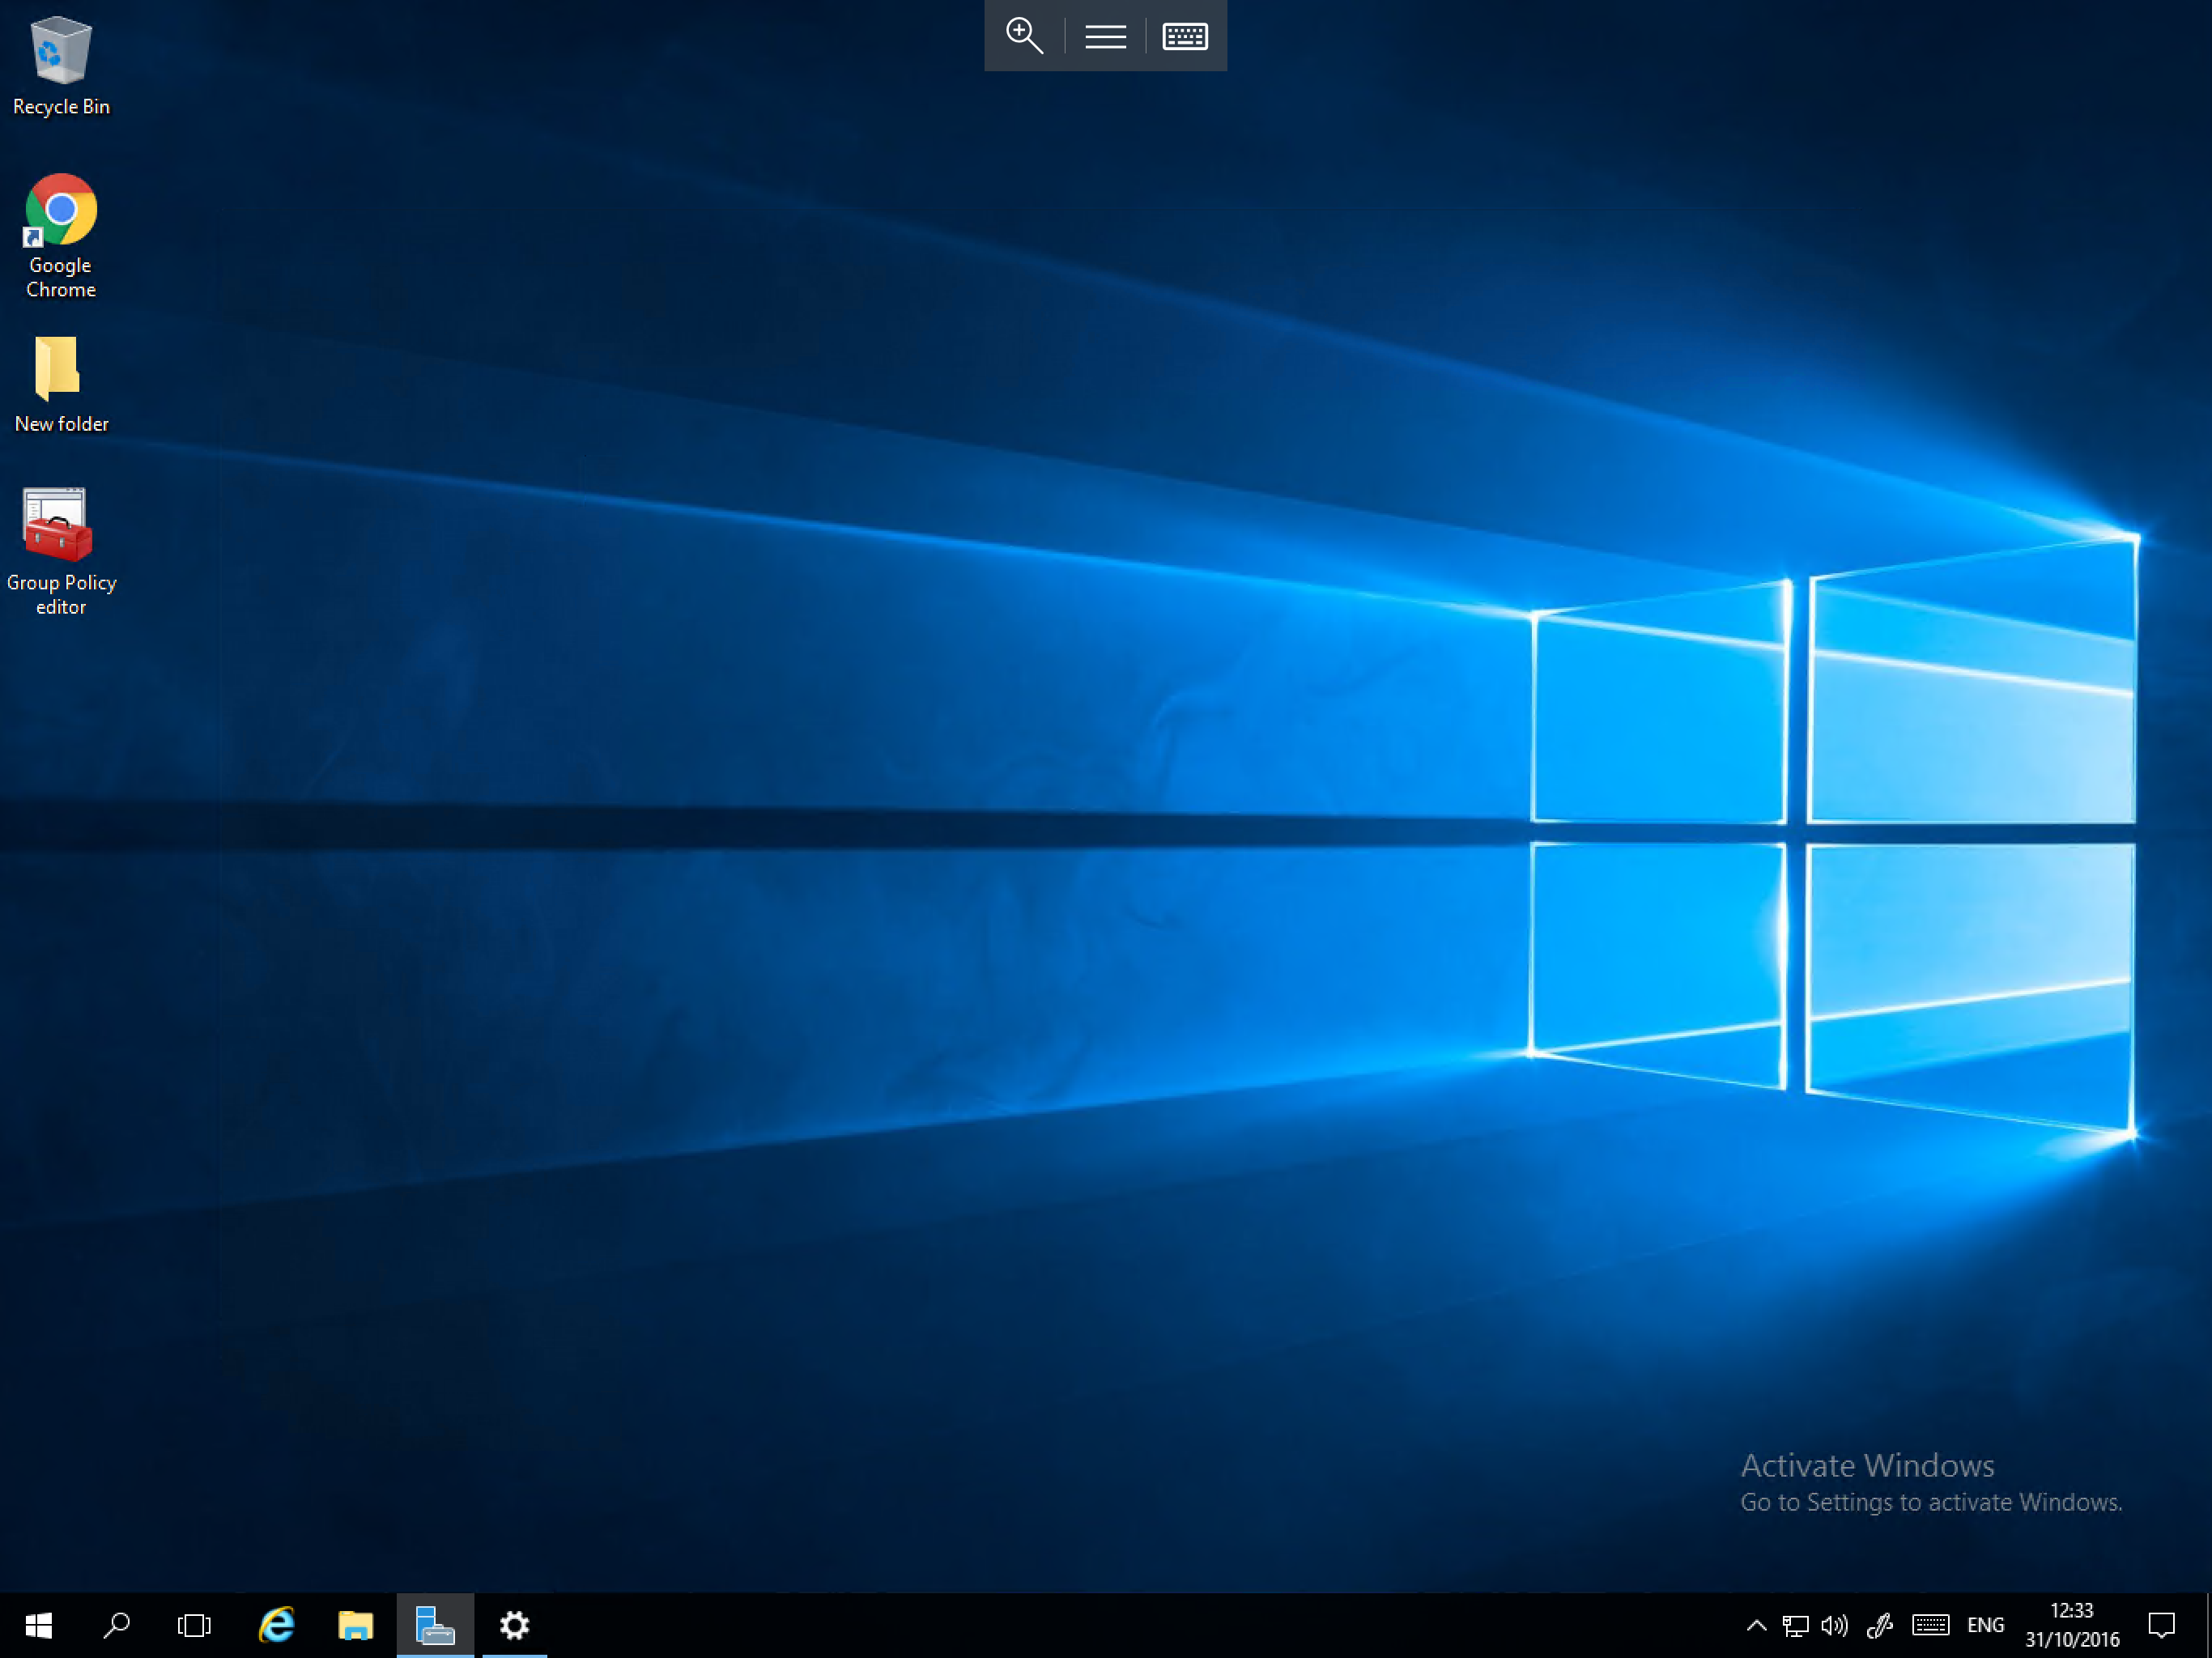 Recycle Bin
Google
Chrome
New folder
Group Policy
editor
Activate Windows
Go to Settings to activate Windows.
ENG
12:33
31/10/2016